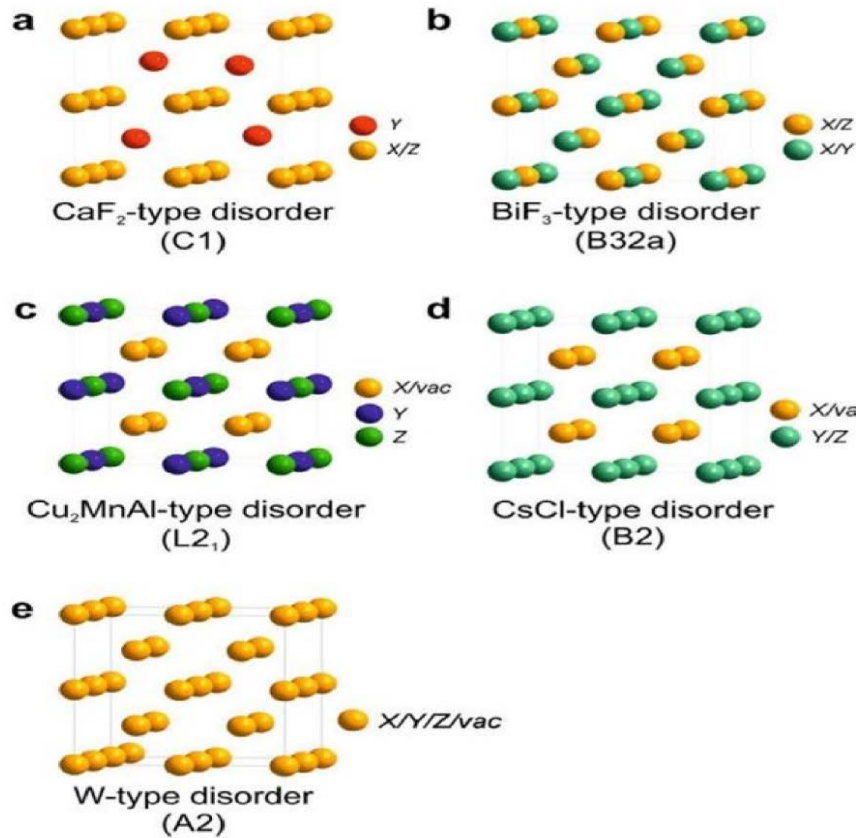 a
Y
X/Z
CaF₂-type disorder
(C1)
b
X/Z
X/Y
BiF₃-type disorder
(B32a)
c
X/vac
Y
Z
Cu₂MnAl-type disorder
(L2₁)
d
X/va
Y/Z
CsCl-type disorder
(B2)
e
X/Y/Z/vac
W-type disorder
(A2)